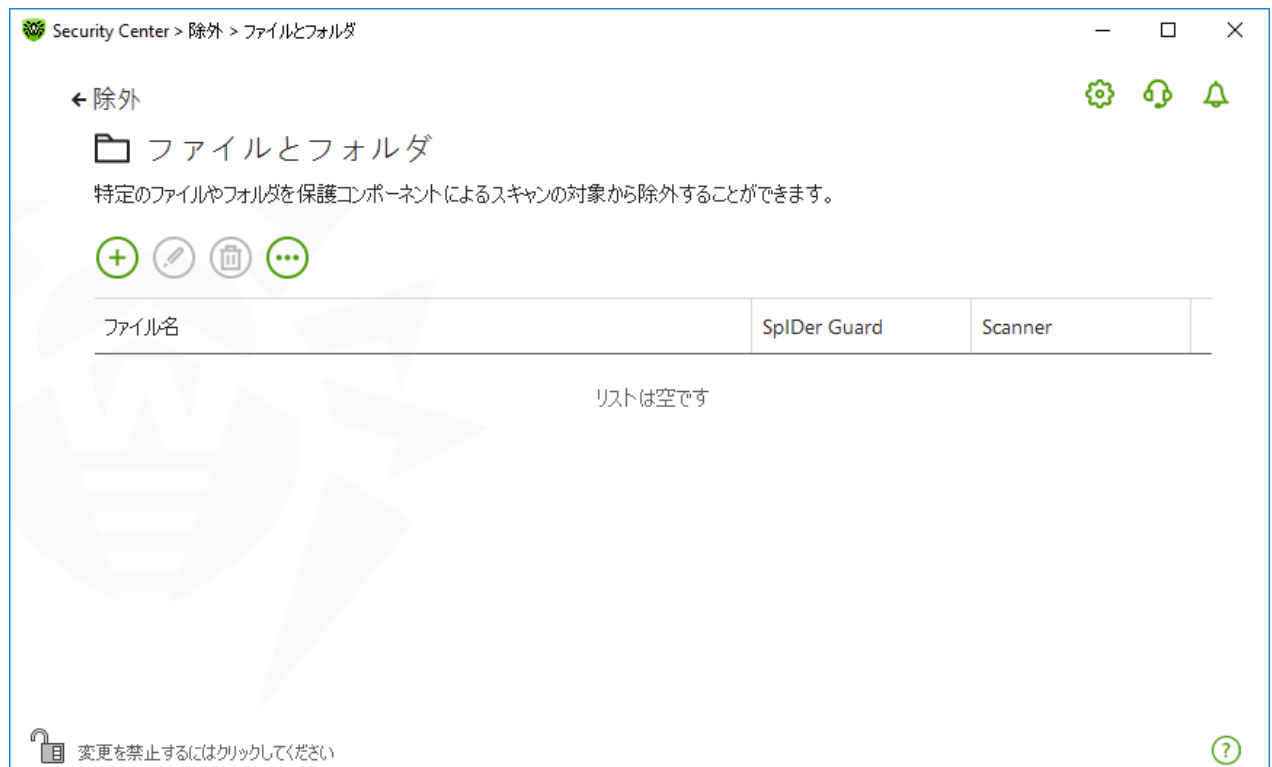 Security Center > 除外 > ファイルとフォルダ
除外
ファイルとフォルダ
特定のファイルやフォルダを保護コンポーネントによるスキャンの対象から除外することができます。
ファイル名 SpIDer Guard Scanner
リストは空です
変更を禁止するにはクリックしてください
?